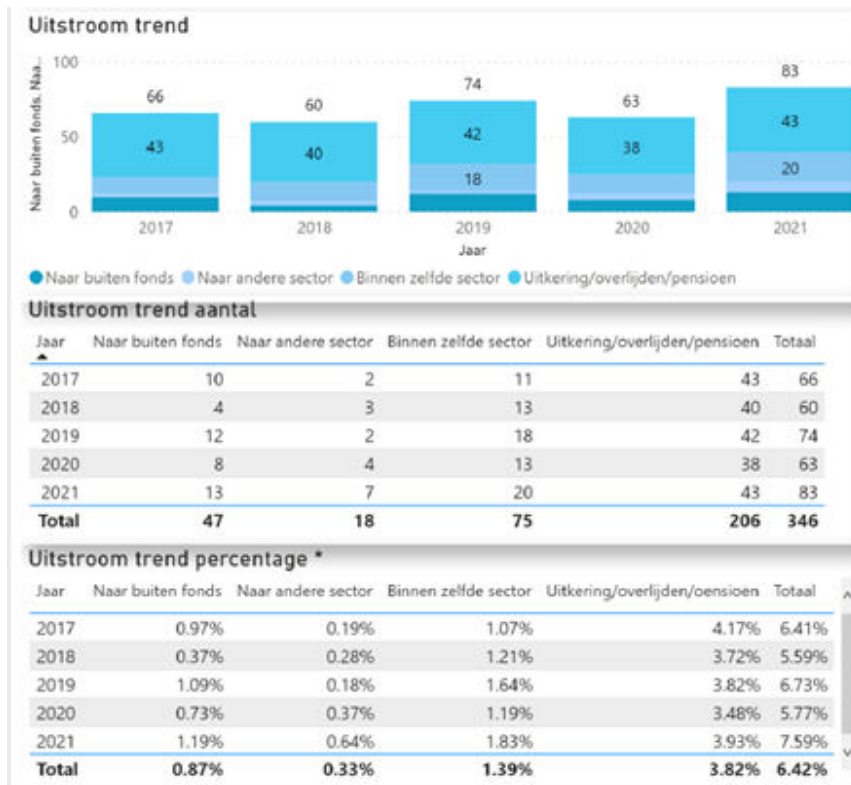 Uitstroom trend
Naar buiten fonds, Naa...
100
50
0
66
60
74
63
83
43
40
42
38
43
18
20
2017 2018 2019 2020 2021
Jaar
Naar buiten fonds Naar andere sector Binnen zelfde sector Uitkering/overlijden/pensioen
Uitstroom trend aantal
Jaar Naar buiten fonds Naar andere sector Binnen zelfde sector Uitkering/overlijden/pensioen Totaal
2017 10 2 11 43 66
2018 4 3 13 40 60
2019 12 2 18 42 74
2020 8 4 13 38 63
2021 13 7 20 43 83
Total 47 18 75 206 346
Uitstroom trend percentage *
Jaar Naar buiten fonds Naar andere sector Binnen zelfde sector Uitkering/overlijden/oensioen Totaal
2017 0.97% 0.19% 1.07% 4.17% 6.41%
2018 0.37% 0.28% 1.21% 3.72% 5.59%
2019 1.09% 0.18% 1.64% 3.82% 6.73%
2020 0.73% 0.37% 1.19% 3.48% 5.77%
2021 1.19% 0.64% 1.83% 3.93% 7.59%
Total 0.87% 0.33% 1.39% 3.82% 6.42%